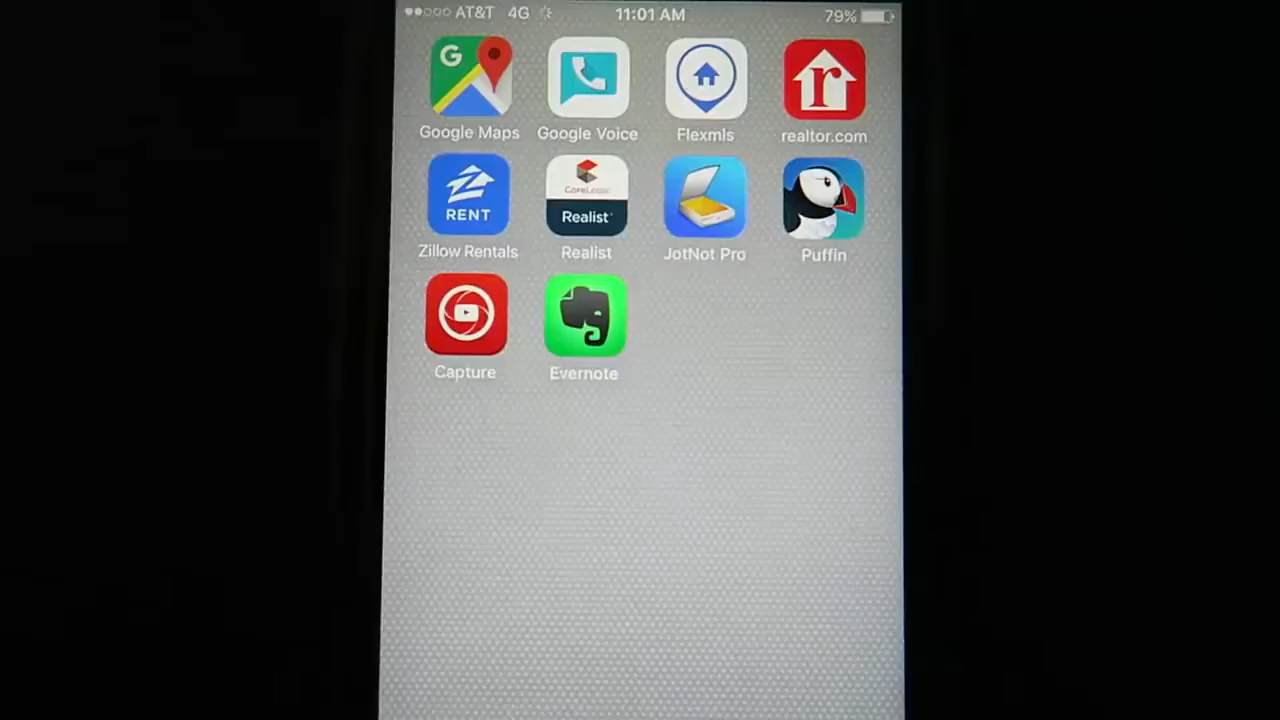 AT&T 4G 11:01 AM 79%
G
Google Maps Google Voice Flexmls realtor.com
r
RENT
CoreLogic
Realist
Zillow Rentals Realist JotNot Pro Puffin
Capture Evernote